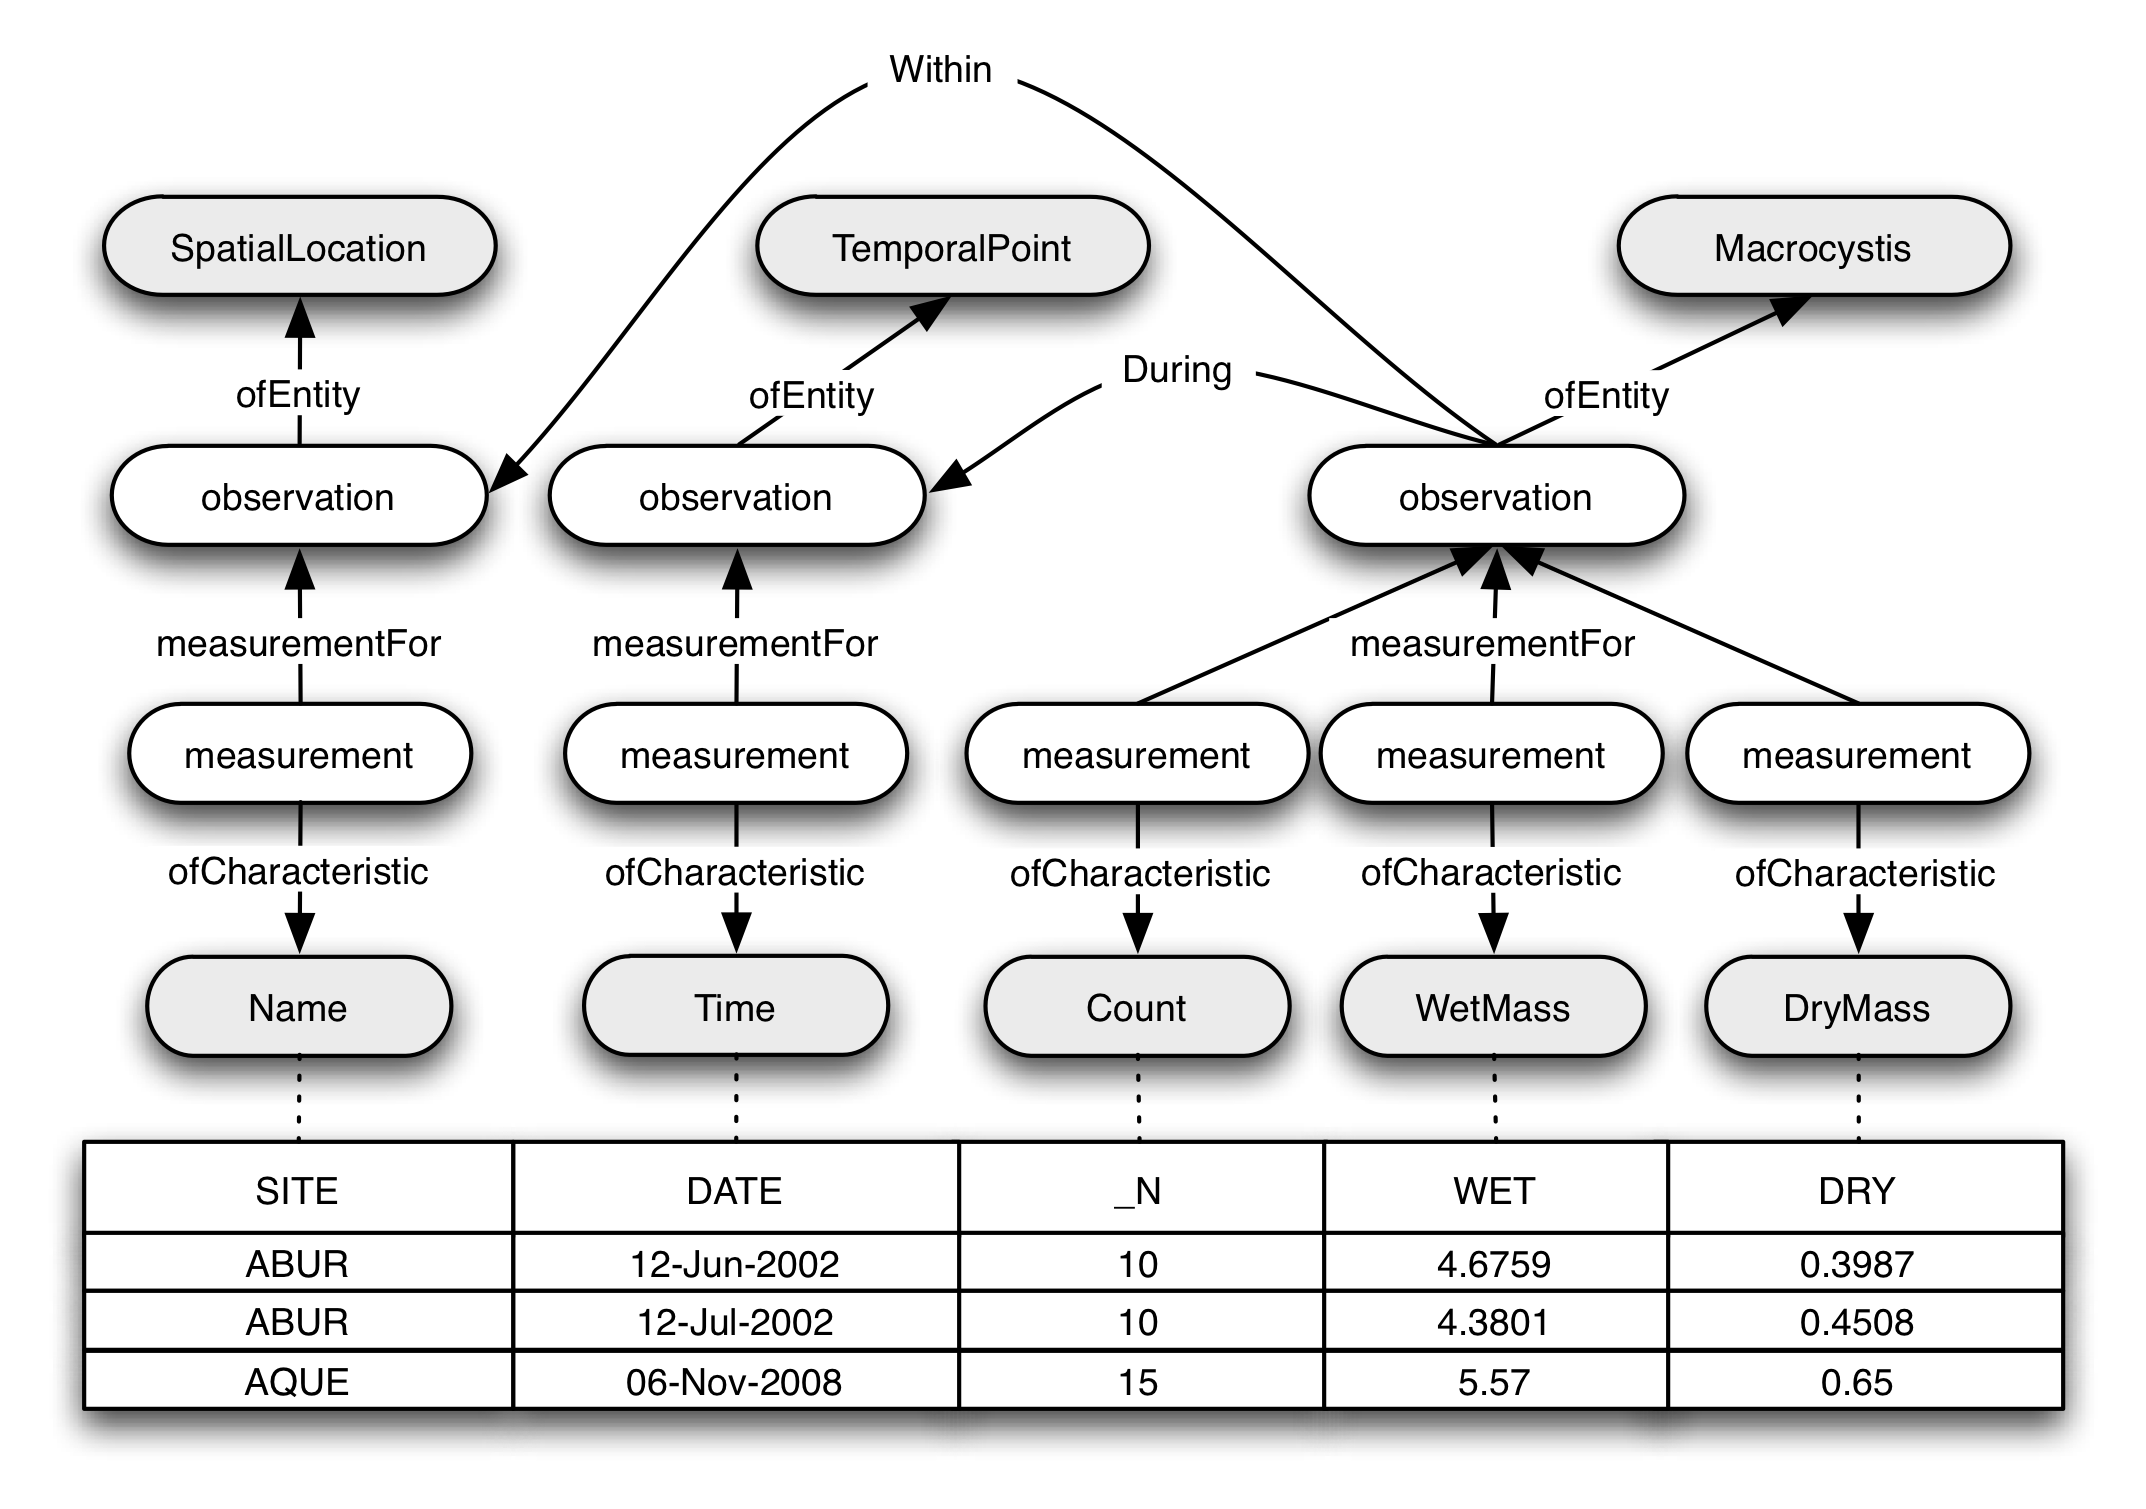 Within
SpatialLocation
TemporalPoint
Macrocystis
During
ofEntity
ofEntity
ofEntity
observation
observation
observation
measurementFor
measurementFor
measurementFor
measurement
measurement
measurement
measurement
measurement
ofCharacteristic
ofCharacteristic
ofCharacteristic
ofCharacteristic
ofCharacteristic
Name
Time
Count
WetMass
DryMass
SITE DATE _N WET DRY
ABUR 12-Jun-2002 10 4.6759 0.3987
ABUR 12-Jul-2002 10 4.3801 0.4508
AQUE 06-Nov-2008 15 5.57 0.65